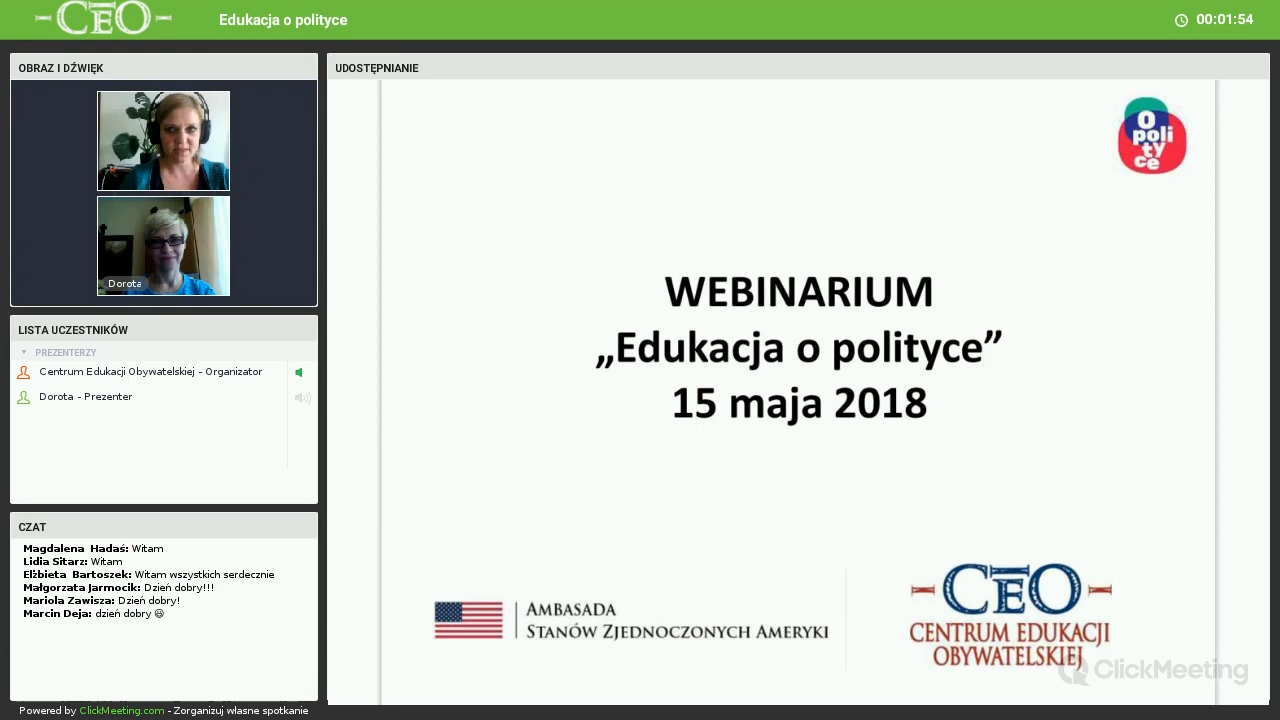 CEO
Edukacja o polityce
00:01:54
OBRAZ I DŹWIĘK
Dorota
LISTA UCZESTNIKÓW
PREZENTERZY
Centrum Edukacji Obywatelskiej - Organizator
Dorota - Prezenter
CZAT
Magdalena Hadaś: Witam
Lidia Sitarz: Witam
Elżbieta Bartoszek: Witam wszystkich serdecznie
Małgorzata Jarmocik: Dzień dobry!!!
Mariola Zawisza: Dzień dobry!
Marcin Deja: dzień dobry 😃
Powered by ClickMeeting.com - Zorganizuj własne spotkanie
UDOSTĘPNIANIE
O
poli
ty
ce
WEBINARIUM
„Edukacja o polityce”
15 maja 2018
AMBASADA
STANÓW ZJEDNOCZONYCH AMERYKI
CEO
CENTRUM EDUKACJI
OBYWATELSKIEJ
ClickMeeting